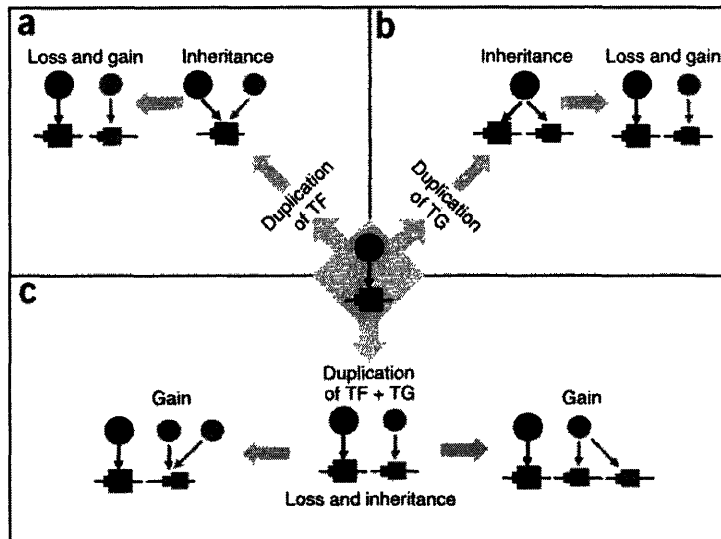 a
Loss and gain
Inheritance
Duplication
of TF
b
Inheritance
Loss and gain
Duplication
of TG
c
Duplication
of TF + TG
Gain
Gain
Loss and inheritance